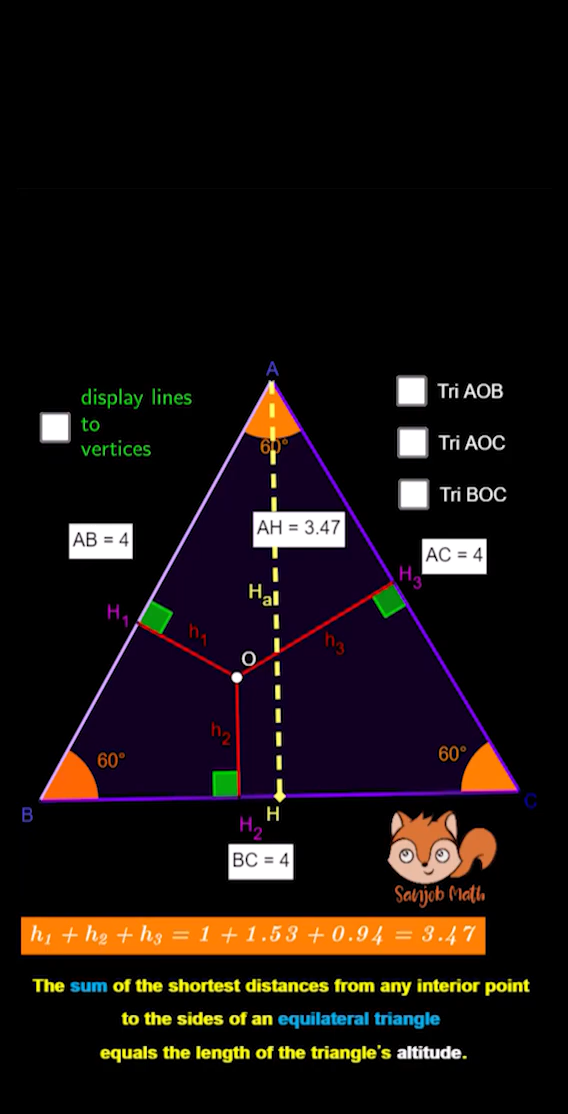 A
display lines
to
vertices
Tri AOB
Tri AOC
Tri BOC
60°
AH = 3.47
AB = 4
AC = 4
Hₐ
H₃
H₁
h₁
h₃
O
h₂
60°
60°
B
C
H₂
H
BC = 4
Sanjob Math
h₁ + h₂ + h₃ = 1 + 1.53 + 0.94 = 3.47
The sum of the shortest distances from any interior point
to the sides of an equilateral triangle
equals the length of the triangle's altitude.